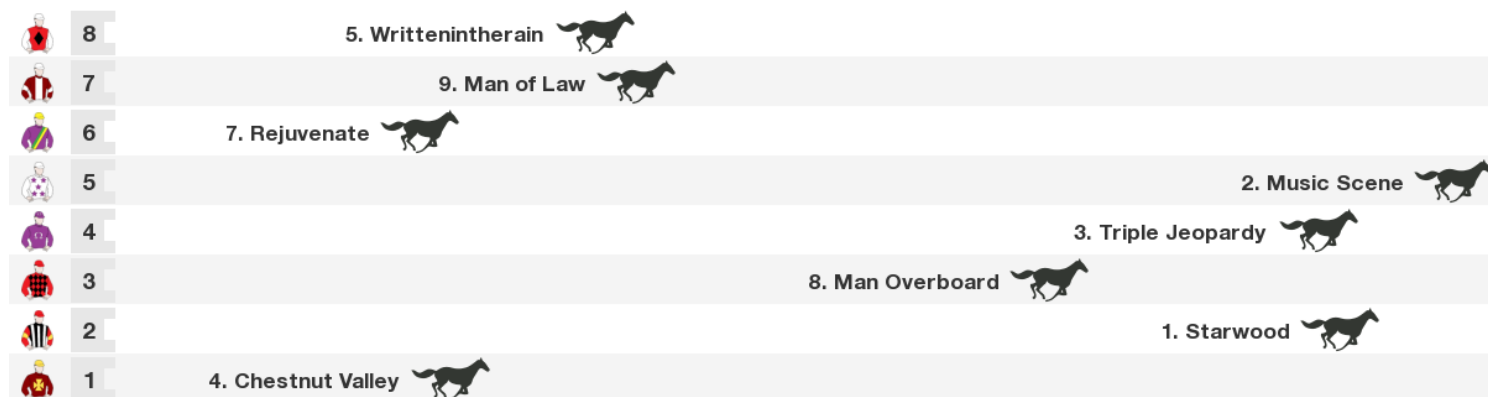 8 5. Writtenintherain
7 9. Man of Law
6 7. Rejuvenate
5 2. Music Scene
4 3. Triple Jeopardy
3 8. Man Overboard
2 1. Starwood
1 4. Chestnut Valley